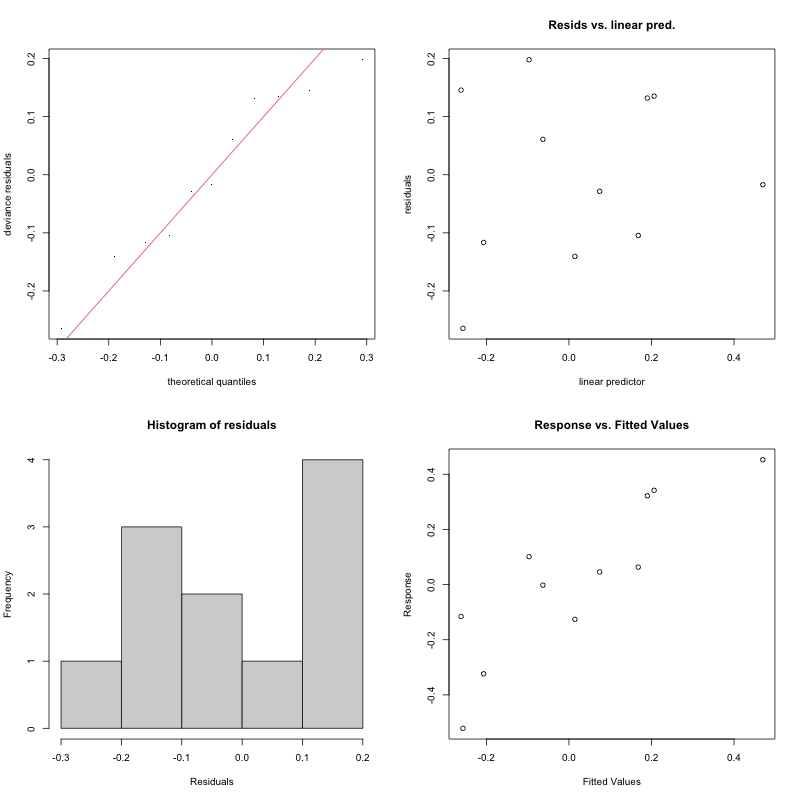 0.2
0.1
0.0
-0.1
-0.2
deviance residuals
-0.3 -0.2 -0.1 0.0 0.1 0.2 0.3
theoretical quantiles
Resids vs. linear pred.
0.2
0.1
0.0
-0.1
-0.2
residuals
-0.2 0.0 0.2 0.4
linear predictor
Histogram of residuals
4
3
2
1
0
Frequency
-0.3 -0.2 -0.1 0.0 0.1 0.2
Residuals
Response vs. Fitted Values
0.4
0.2
0.0
-0.2
-0.4
Response
-0.2 0.0 0.2 0.4
Fitted Values